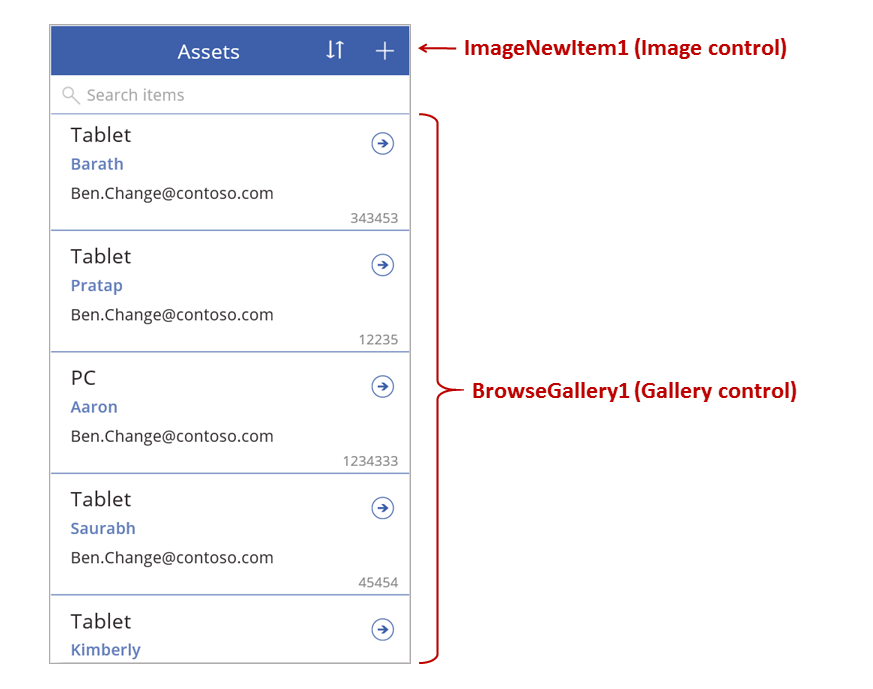 Assets
ImageNewItem1 (Image control)
Search items
Tablet
Barath
Ben.Change@contoso.com
343453
Tablet
Pratap
Ben.Change@contoso.com
12235
PC
Aaron
BrowseGallery1 (Gallery control)
Ben.Change@contoso.com
1234333
Tablet
Saurabh
Ben.Change@contoso.com
45454
Tablet
Kimberly